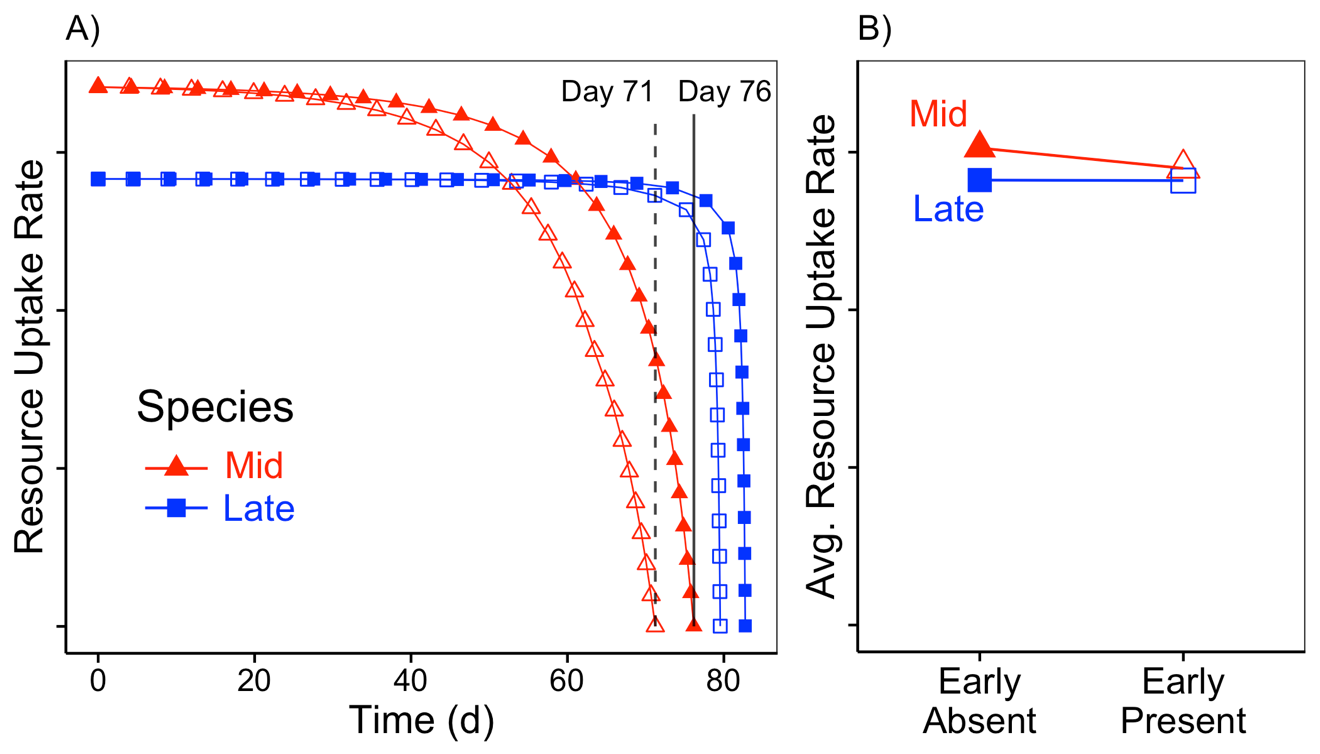 A)
Day 71
Day 76
Resource Uptake Rate
Species
Mid
Late
0
20
40
60
80
Time (d)
B)
Mid
Late
Avg. Resource Uptake Rate
Early
Absent
Early
Present